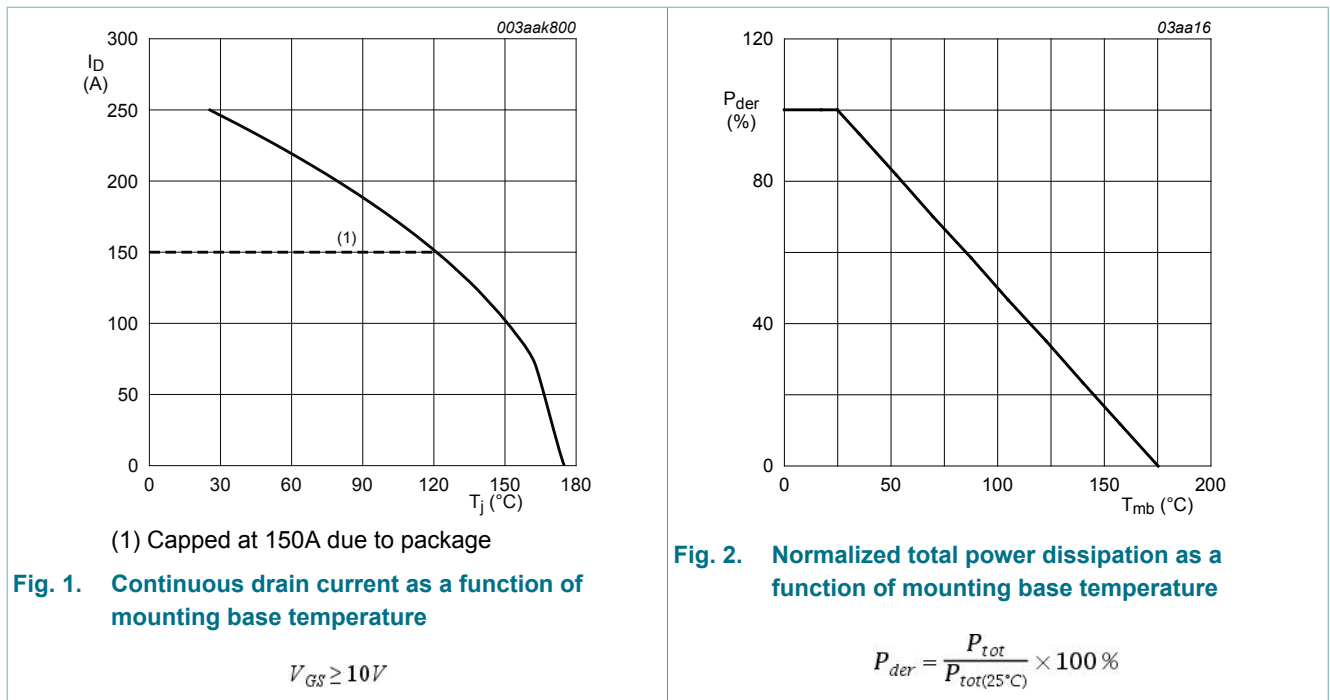 003aak800
300
I_D
(A)
250
200
150
100
50
0
(1)
0 30 60 90 120 150 180
T_j (°C)
(1) Capped at 150A due to package
Fig. 1. Continuous drain current as a function of
mounting base temperature
V_GS ≥ 10V
03aa16
120
P_der
(%)
80
40
0
0 50 100 150 200
T_mb (°C)
Fig. 2. Normalized total power dissipation as a
function of mounting base temperature
P_der = P_tot / P_tot(25°C) × 100 %